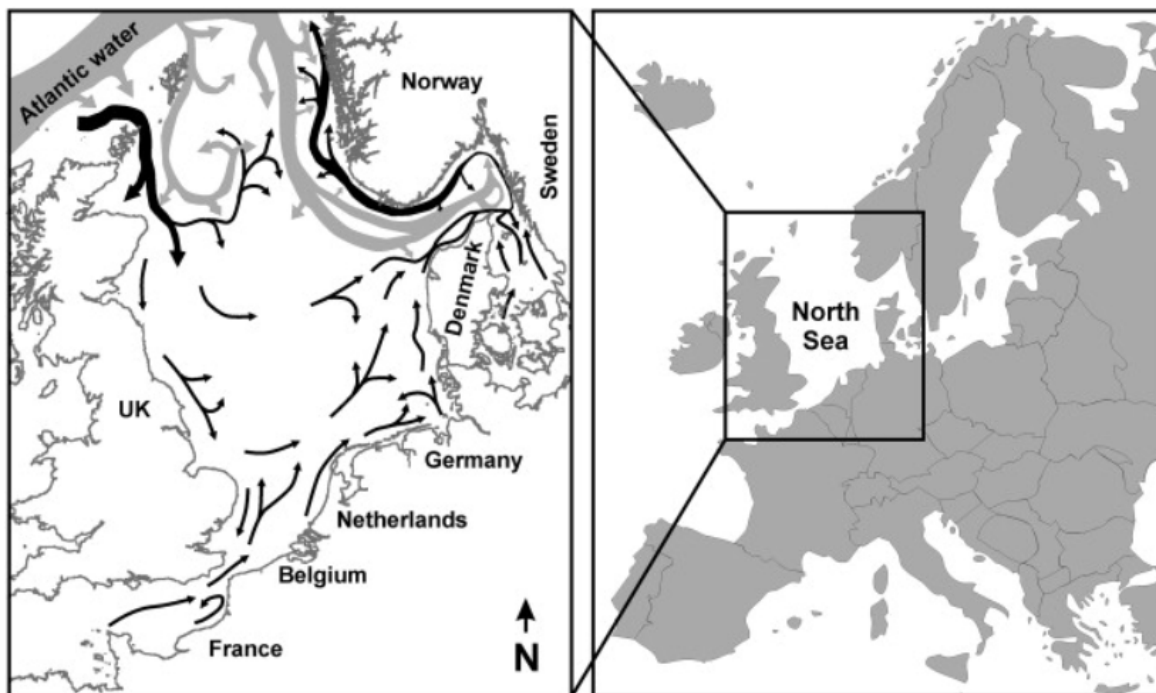 Atlantic water
Norway
Sweden
Denmark
UK
Germany
Netherlands
Belgium
France
N
North
Sea